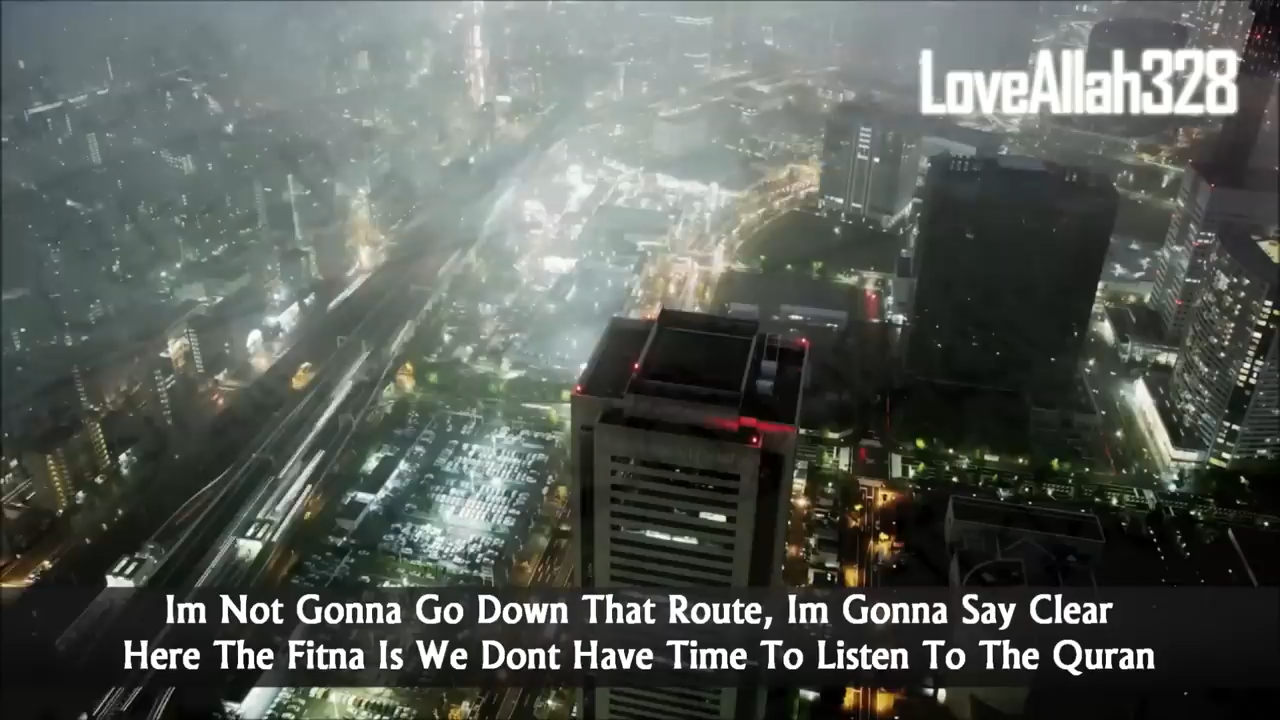 LoveAllah328
Im Not Gonna Go Down That Route, Im Gonna Say Clear
Here The Fitna Is We Dont Have Time To Listen To The Quran